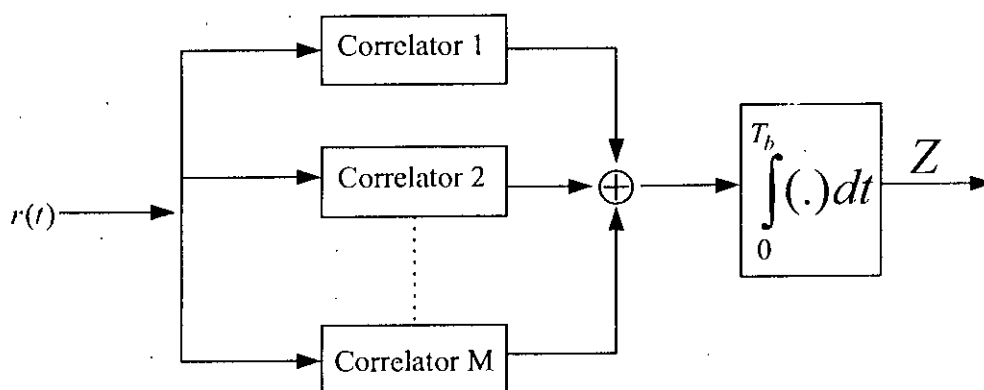 Correlator 1
Correlator 2
r(t)
Correlator M
T_b
∫(.)dt
0
Z